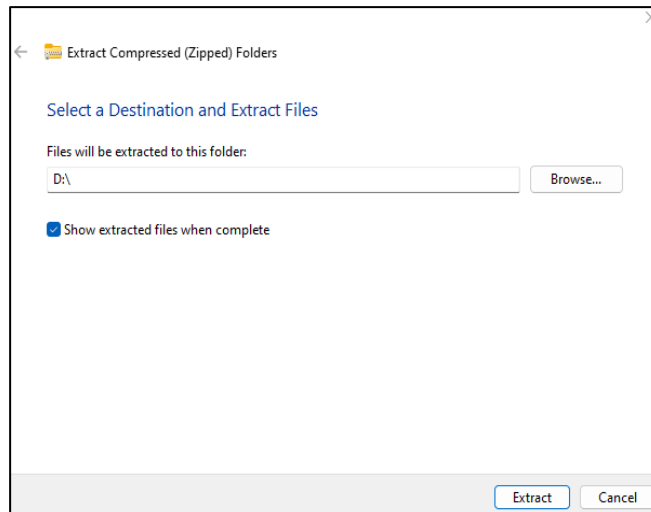 Extract Compressed (Zipped) Folders
Select a Destination and Extract Files
Files will be extracted to this folder:
D:\
Browse...
Show extracted files when complete
Extract
Cancel